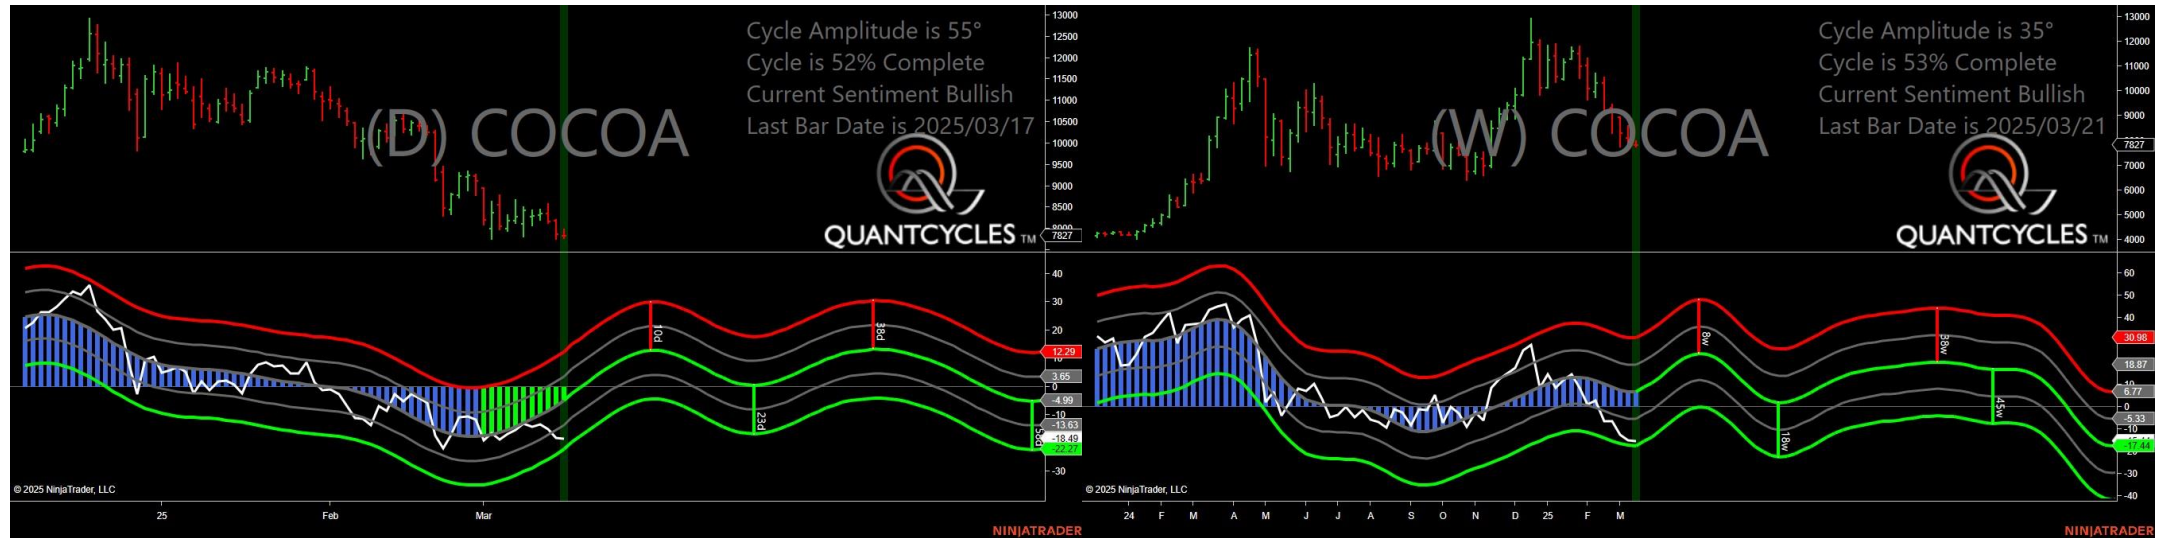 Cycle Amplitude is 55°
Cycle is 52% Complete
Current Sentiment Bullish
Last Bar Date is 2025/03/17
(D) COCOA
QUANTCYCLES TM
13000
12500
12000
11500
11000
10500
10000
9500
9000
8500
8000
7827
40
30
20
12.29
10
3.65
0
-4.99
-10
-13.63
-18.49
-22.27
-30
10d
38d
23d
© 2025 NinjaTrader, LLC
25 Feb Mar
NINJATRADER
Cycle Amplitude is 35°
Cycle is 53% Complete
Current Sentiment Bullish
Last Bar Date is 2025/03/21
(W) COCOA
QUANTCYCLES TM
13000
12000
11000
10000
9000
7827
7000
6000
5000
4000
60
50
40
30.98
18.87
10
6.77
0
-5.33
-10
-17.44
-30
-40
8w
38w
18w
45w
© 2025 NinjaTrader, LLC
24 F M A M J J A S O N D 25 F M
NINJATRADER